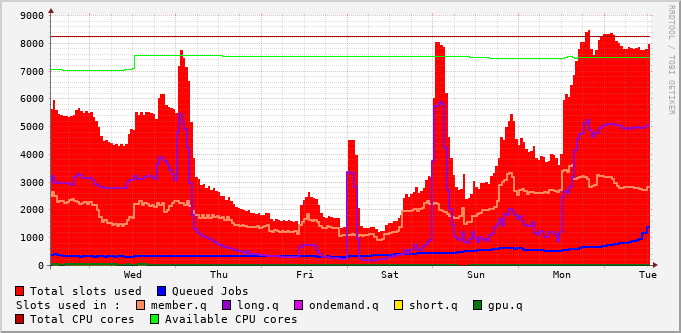 9000
8000
7000
6000
5000
4000
3000
2000
1000
0
Wed Thu Fri Sat Sun Mon Tue
RRDTOOL / TOBI OETIKER
Total slots used Queued Jobs
Slots used in : member.q long.q ondemand.q short.q gpu.q
Total CPU cores Available CPU cores